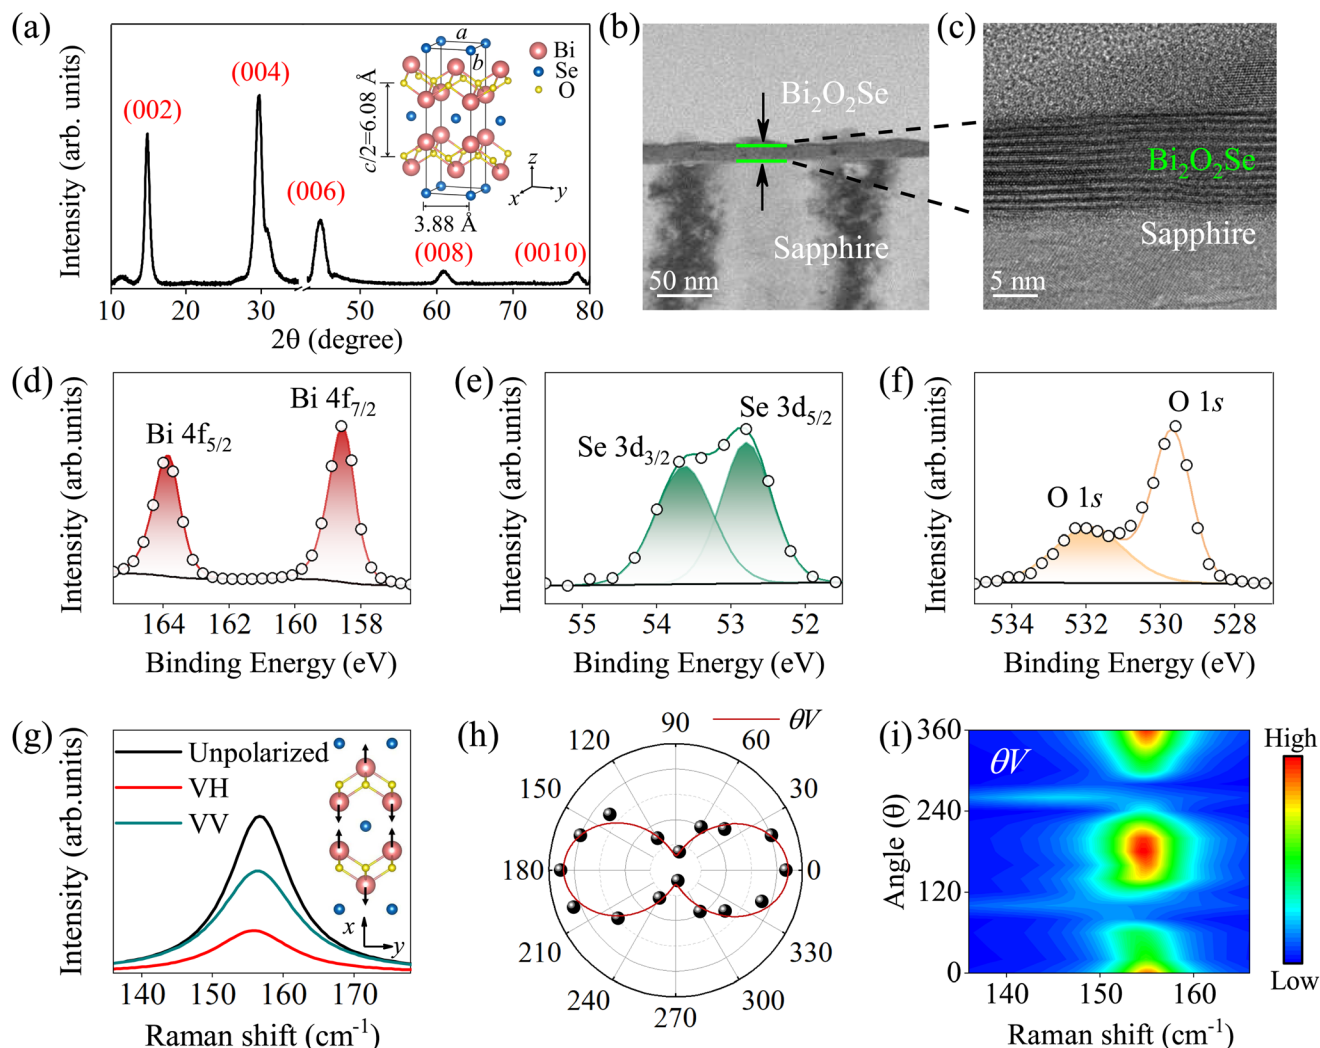 (a)
Intensity (arb. units)
(002)
(004)
(006)
(008)
(0010)
a
b
Bi
Se
O
c/2=6.08 Å
3.88 Å
z
x
y
10
20
30
60
70
80
2θ (degree)
(b)
Bi₂O₂Se
Sapphire
50 nm
(c)
Bi₂O₂Se
Sapphire
5 nm
(d)
Intensity (arb.units)
Bi 4f₅/₂
Bi 4f₇/₂
164
162
160
158
Binding Energy (eV)
(e)
Intensity (arb.units)
Se 3d₃/₂
Se 3d₅/₂
55
54
53
52
Binding Energy (eV)
(f)
Intensity (arb.units)
O 1s
O 1s
534
532
530
528
Binding Energy (eV)
(g)
Intensity (arb.units)
Unpolarized
VH
VV
x
y
140
150
160
170
Raman shift (cm⁻¹)
(h)
θV
90
120
60
150
30
180
0
210
330
240
300
270
(i)
θV
Angle (θ)
360
240
120
0
140
150
160
Raman shift (cm⁻¹)
High
Low